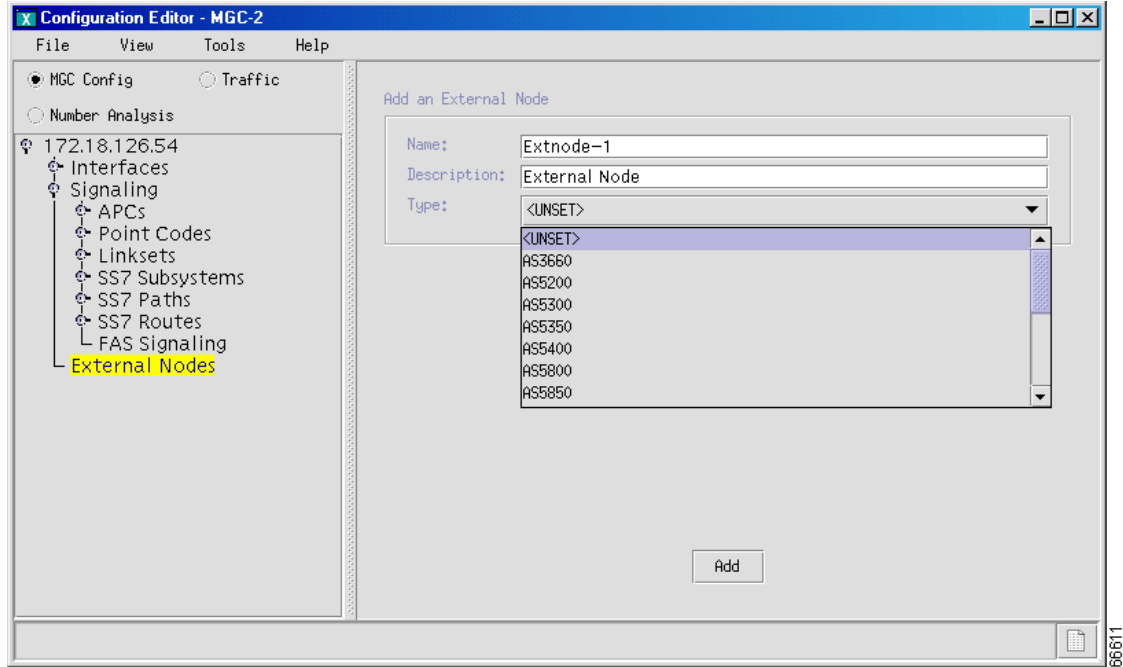 Configuration Editor - MGC-2
File View Tools Help
MGC Config Traffic
Number Analysis
172.18.126.54
Interfaces
Signaling
APCs
Point Codes
Linksets
SS7 Subsystems
SS7 Paths
SS7 Routes
FAS Signaling
External Nodes
Add an External Node
Name: Extnode-1
Description: External Node
Type: <UNSET>
<UNSET>
AS3660
AS5200
AS5300
AS5350
AS5400
AS5800
AS5850
Add
66611